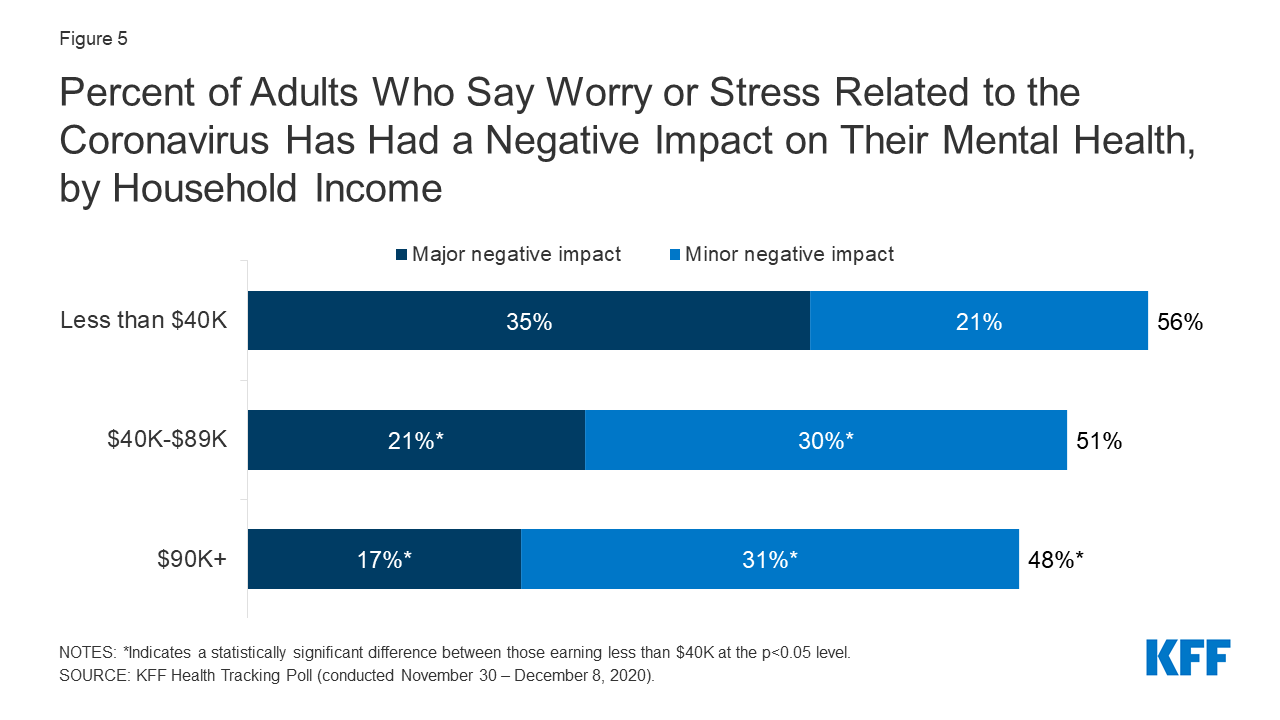 Figure 5
Percent of Adults Who Say Worry or Stress Related to the
Coronavirus Has Had a Negative Impact on Their Mental Health,
by Household Income
Major negative impact
Minor negative impact
Less than $40K
35%
21%
56%
$40K-$89K
21%*
30%*
51%
$90K+
17%*
31%*
48%*
NOTES: *Indicates a statistically significant difference between those earning less than $40K at the p<0.05 level.
SOURCE: KFF Health Tracking Poll (conducted November 30 – December 8, 2020).
KFF